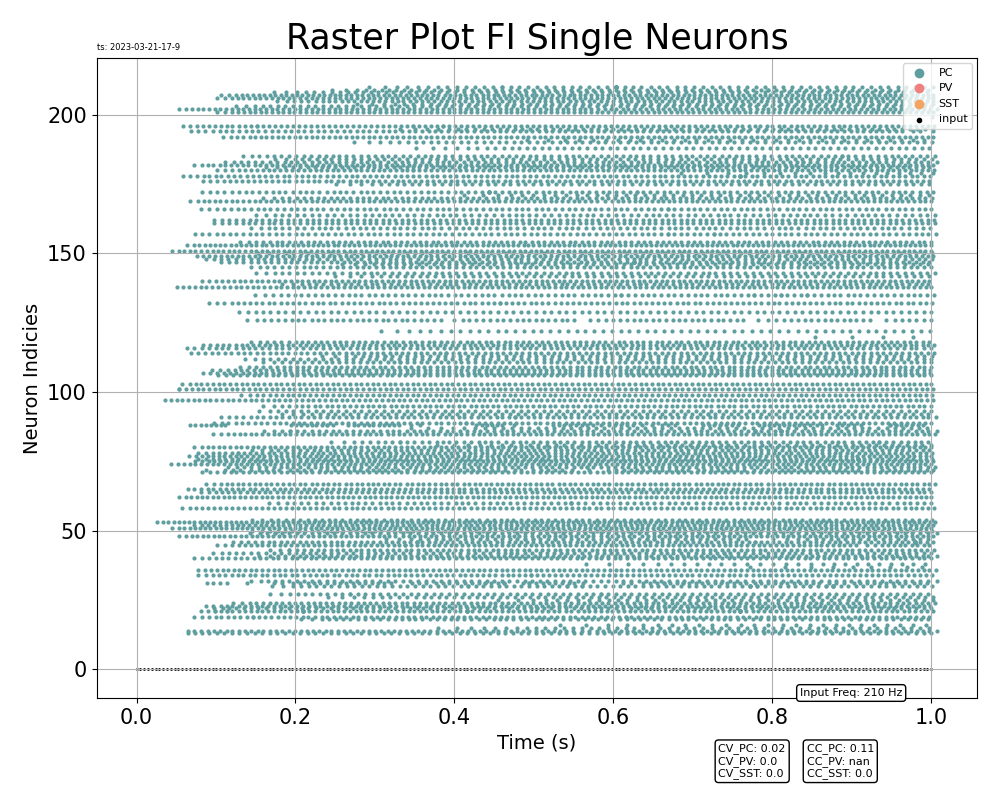 Raster Plot FI Single Neurons
ts: 2023-03-21-17-9
PC
PV
SST
input
Neuron Indicies
200
150
100
50
0
0.0 0.2 0.4 0.6 0.8 1.0
Time (s)
Input Freq: 210 Hz
CV_PC: 0.02
CV_PV: 0.0
CV_SST: 0.0
CC_PC: 0.11
CC_PV: nan
CC_SST: 0.0